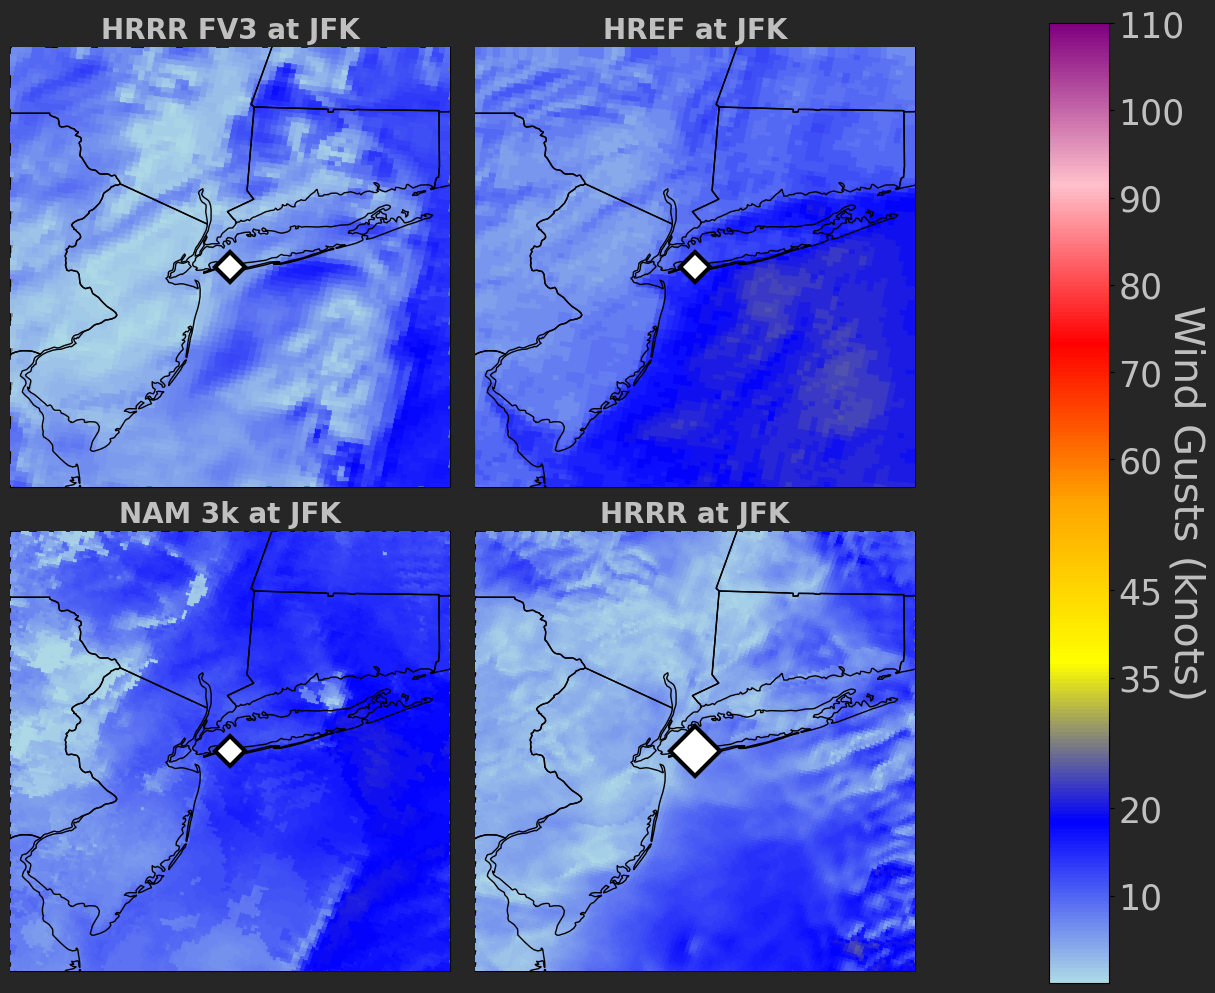 HRRR FV3 at JFK
HREF at JFK
NAM 3k at JFK
HRRR at JFK
110
100
90
80
70
60
45
35
20
10
Wind Gusts (knots)